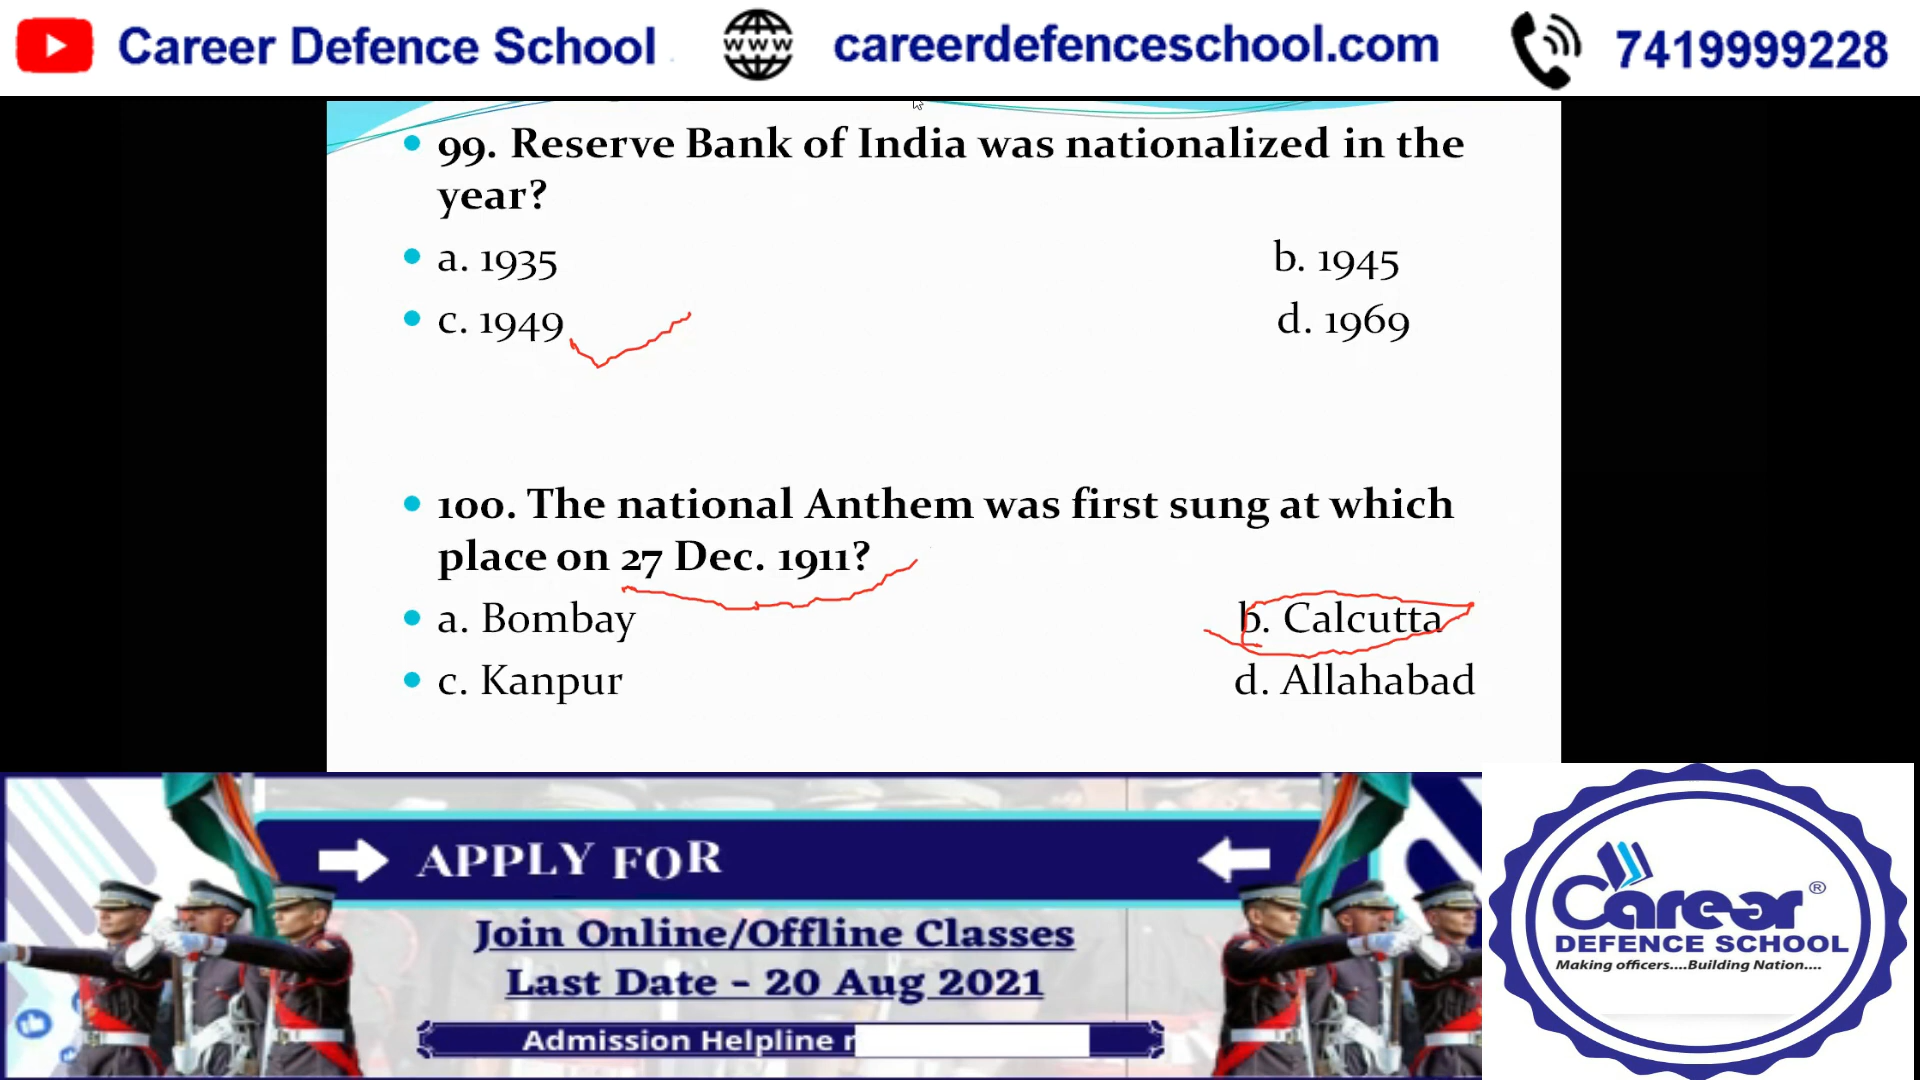 Career Defence School
www
careerdefenceschool.com
7419999228
99. Reserve Bank of India was nationalized in the
year?
a. 1935 b. 1945
c. 1949 d. 1969
100. The national Anthem was first sung at which
place on 27 Dec. 1911?
a. Bombay b. Calcutta
c. Kanpur d. Allahabad
APPLY FOR
Join Online/Offline Classes
Last Date - 20 Aug 2021
Admission Helpline
Career ®
DEFENCE SCHOOL
Making officers....Building Nation....